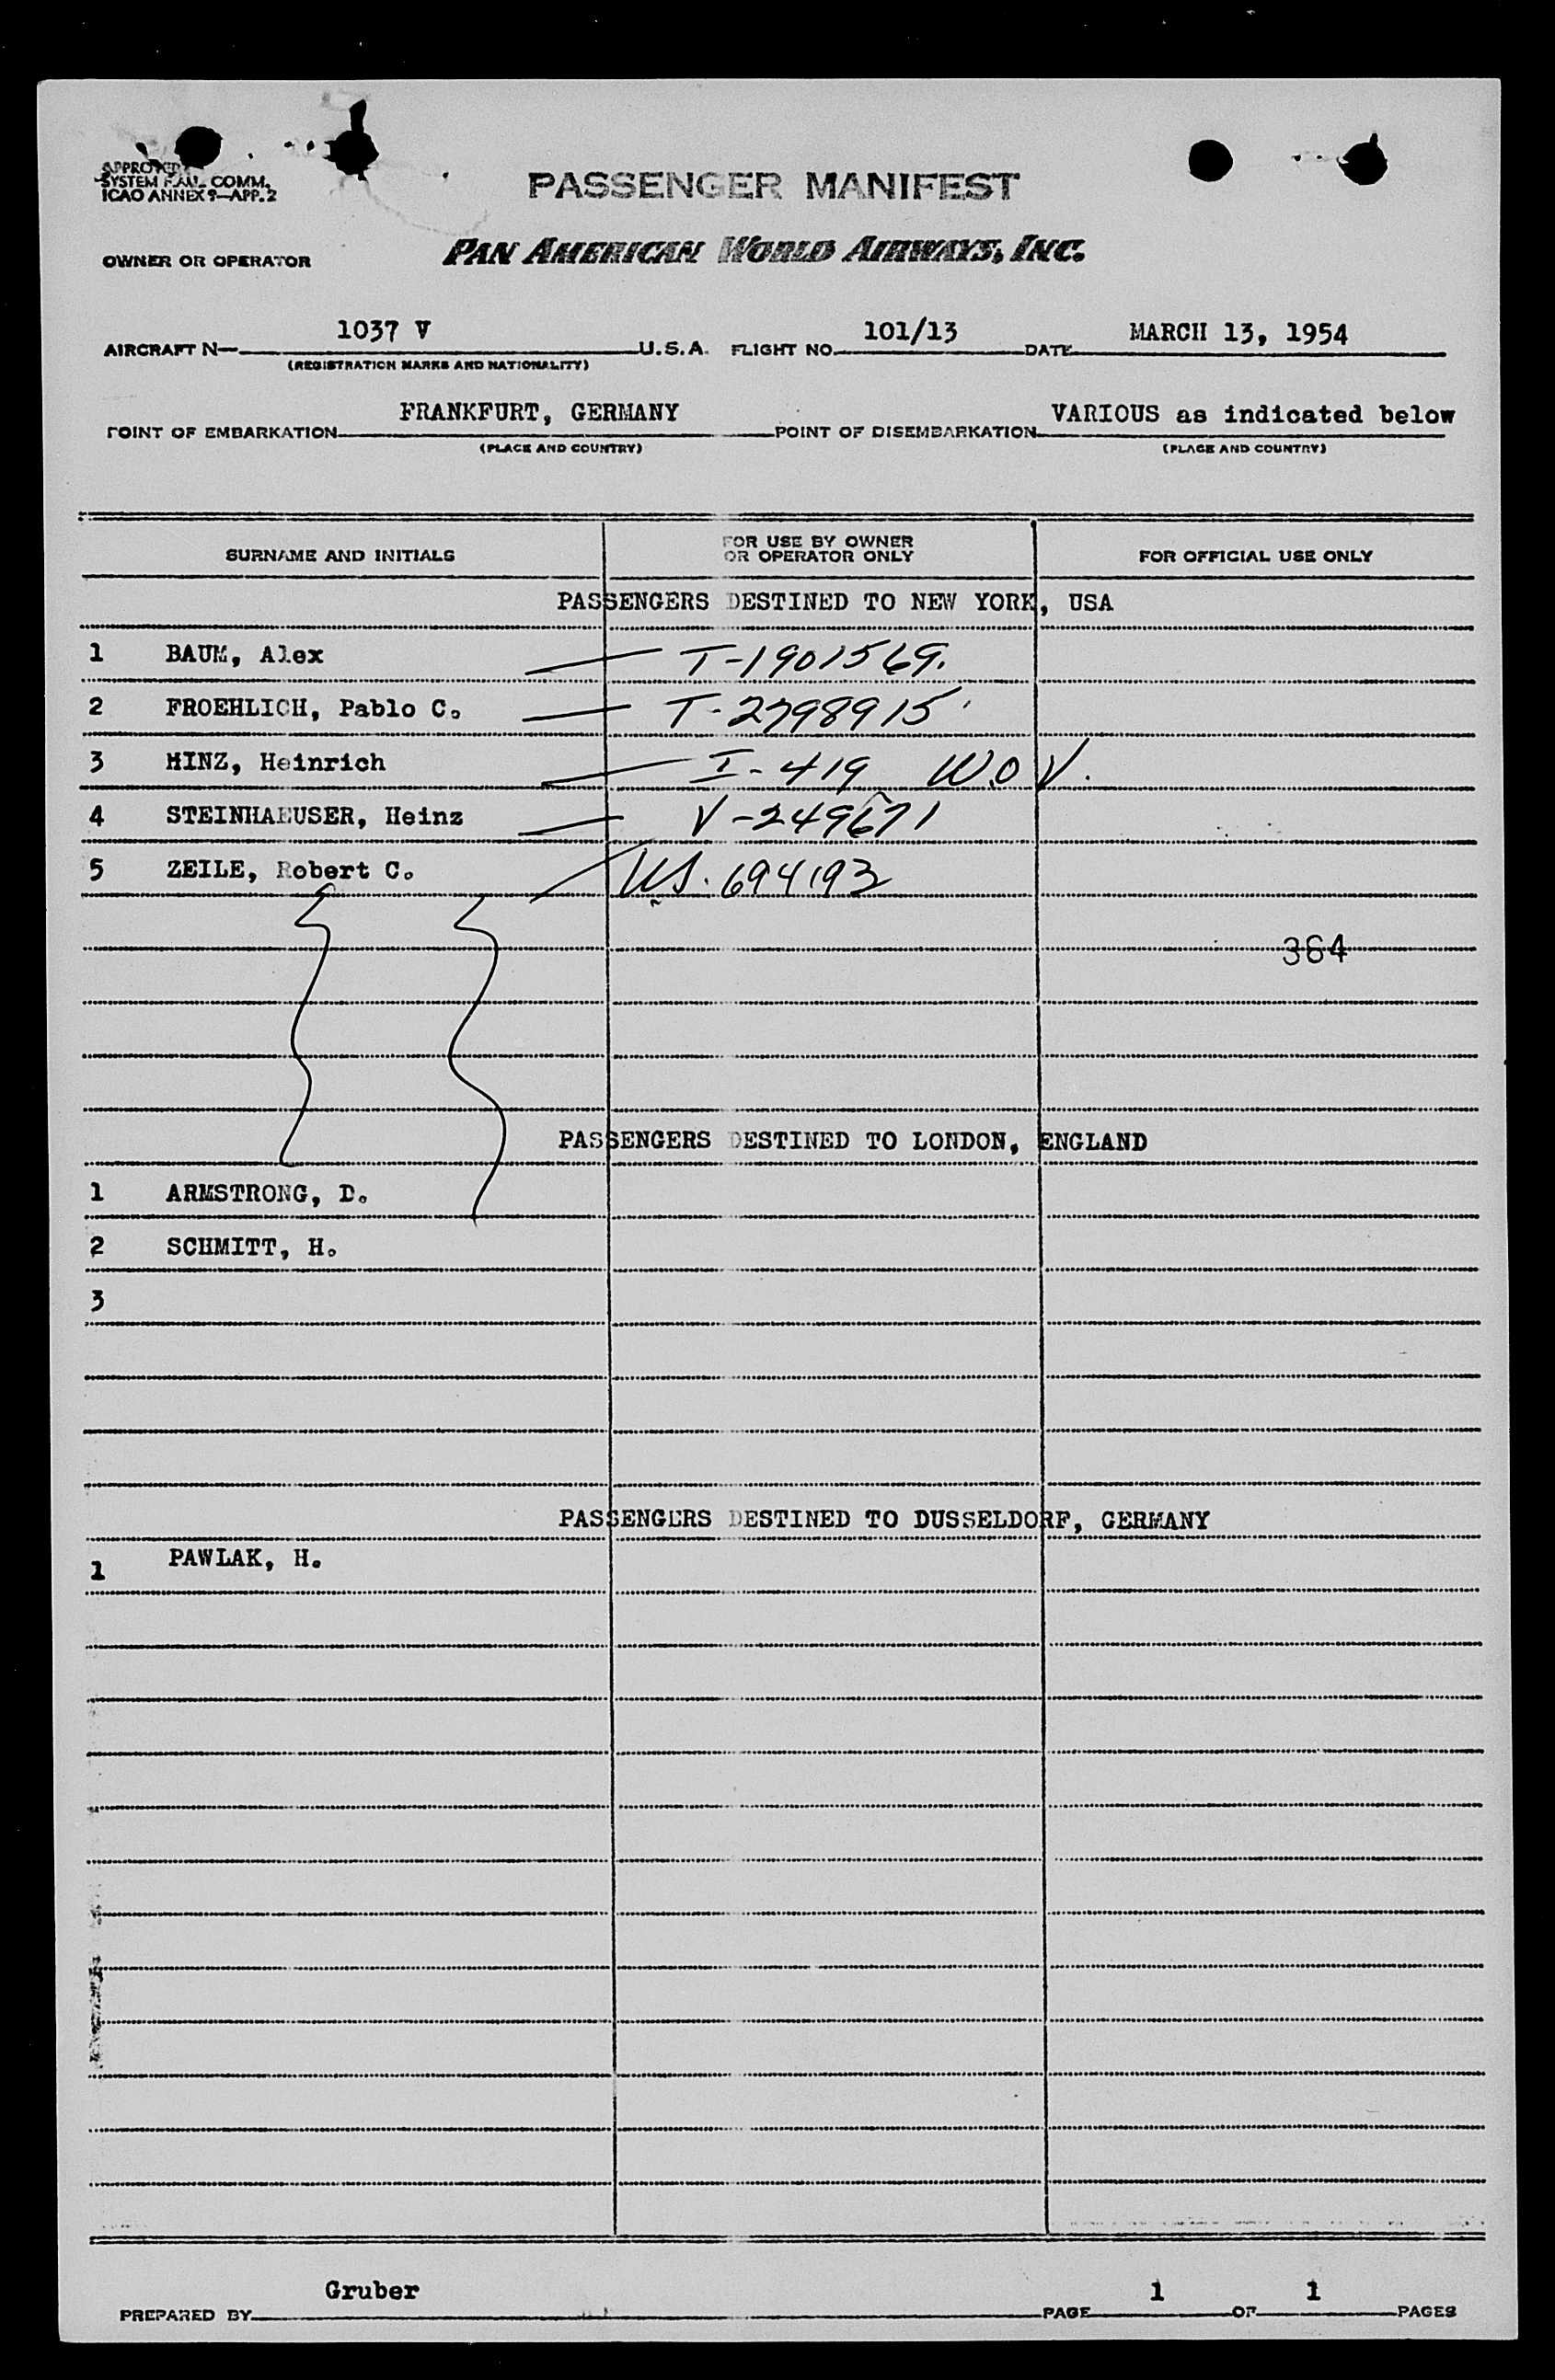 APPROVED
SYSTEM F.AL. COMM.
ICAO ANNEX 9—APP. 2
PASSENGER MANIFEST
OWNER OR OPERATOR PAN AMERICAN WORLD AIRWAYS, INC.
AIRCRAFT N— 1037 V U.S.A. FLIGHT NO. 101/13 DATE MARCH 13, 1954
(REGISTRATION MARKS AND NATIONALITY)
POINT OF EMBARKATION FRANKFURT, GERMANY POINT OF DISEMBARKATION VARIOUS as indicated below
(PLACE AND COUNTRY) (PLACE AND COUNTRY)
SURNAME AND INITIALS FOR USE BY OWNER OR OPERATOR ONLY FOR OFFICIAL USE ONLY
PASSENGERS DESTINED TO NEW YORK, USA
1 BAUM, Alex T-1901569.
2 FROEHLICH, Pablo C. T-2798915
3 HINZ, Heinrich I-419 W.O V.
4 STEINHAEUSER, Heinz V-249671
5 ZEILE, Robert C. US. 694193
364
PASSENGERS DESTINED TO LONDON, ENGLAND
1 ARMSTRONG, D.
2 SCHMITT, H.
3
PASSENGERS DESTINED TO DUSSELDORF, GERMANY
1 PAWLAK, H.
PREPARED BY Gruber PAGE 1 OF 1 PAGES